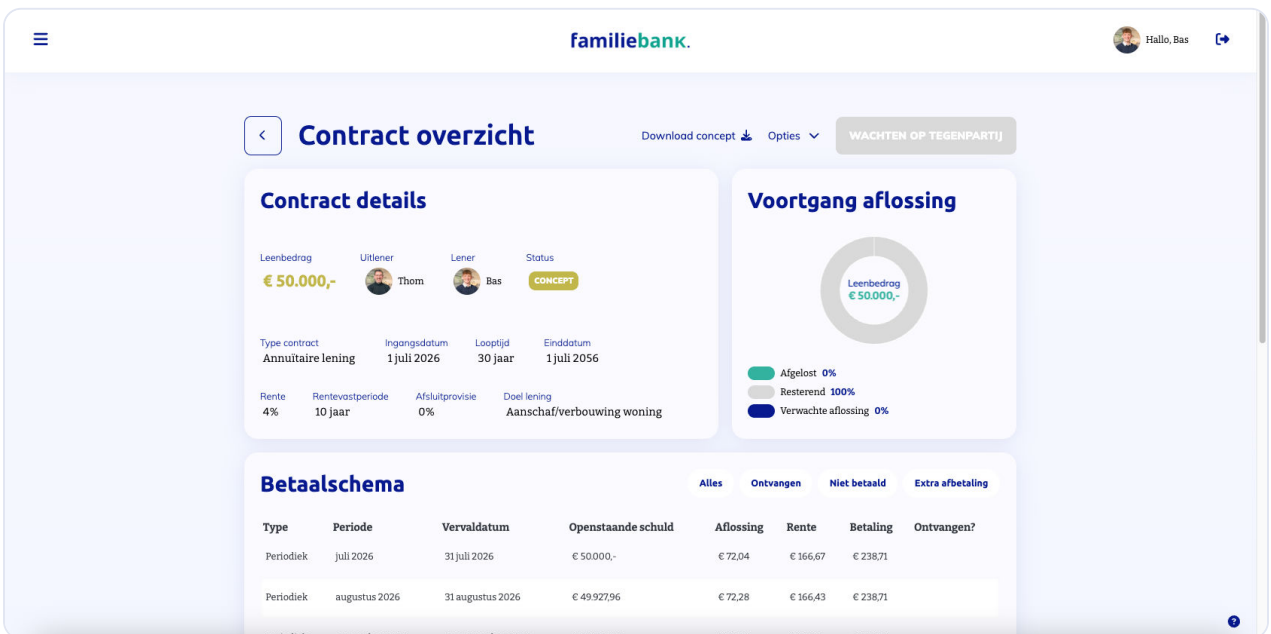 familiebank.
Hallo, Bas
Contract overzicht
Download concept
Opties
WACHTEN OP TEGENPARTIJ
Contract details
Leenbedrag Uitlener Lener Status
€ 50.000,- Thom Bas CONCEPT
Type contract Ingangsdatum Looptijd Einddatum
Annuïtaire lening 1 juli 2026 30 jaar 1 juli 2056
Rente Rentevastperiode Afsluitprovisie Doel lening
4% 10 jaar 0% Aanschaf/verbouwing woning
Voortgang aflossing
Leenbedrag
€ 50.000,-
Afgelost 0%
Resterend 100%
Verwachte aflossing 0%
Betaalschema
Alles Ontvangen Niet betaald Extra afbetaling
Type Periode Vervaldatum Openstaande schuld Aflossing Rente Betaling Ontvangen?
Periodiek juli 2026 31 juli 2026 € 50.000,- € 72,04 € 166,67 € 238,71
Periodiek augustus 2026 31 augustus 2026 € 49.927,96 € 72,28 € 166,43 € 238,71
?